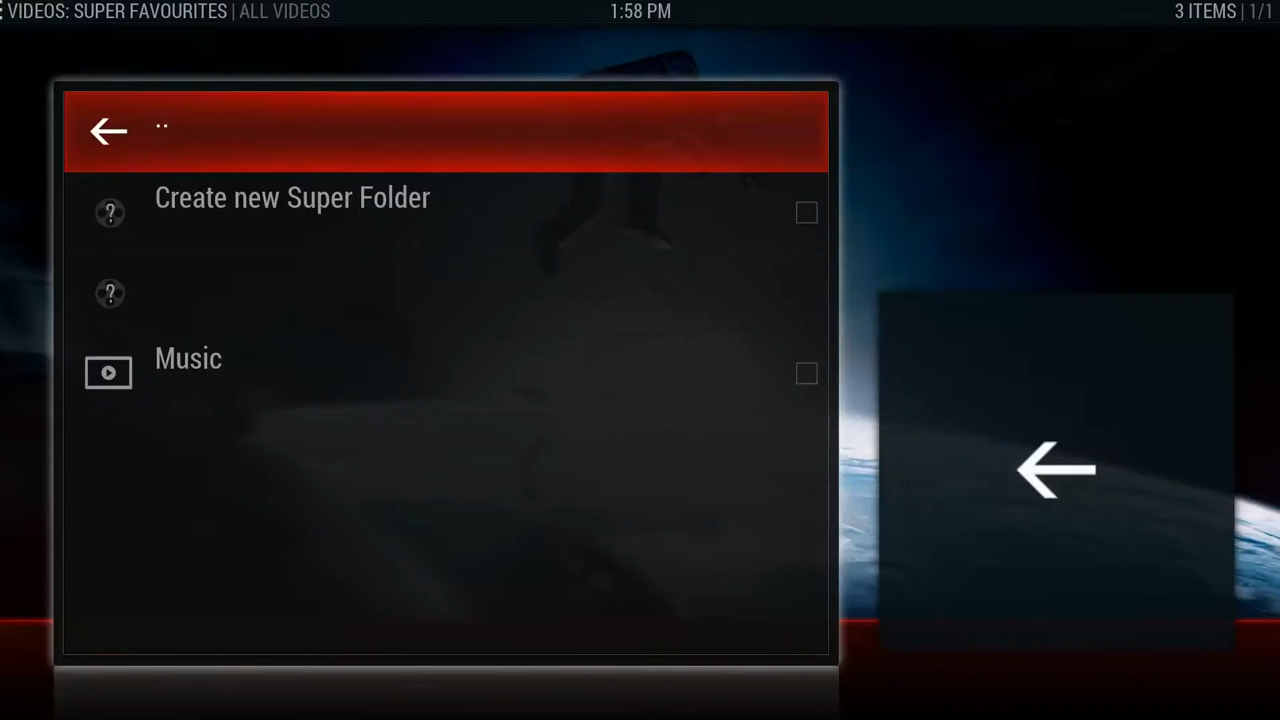 VIDEOS: SUPER FAVOURITES | ALL VIDEOS
1:58 PM
3 ITEMS | 1/1
..
? Create new Super Folder
?
Music